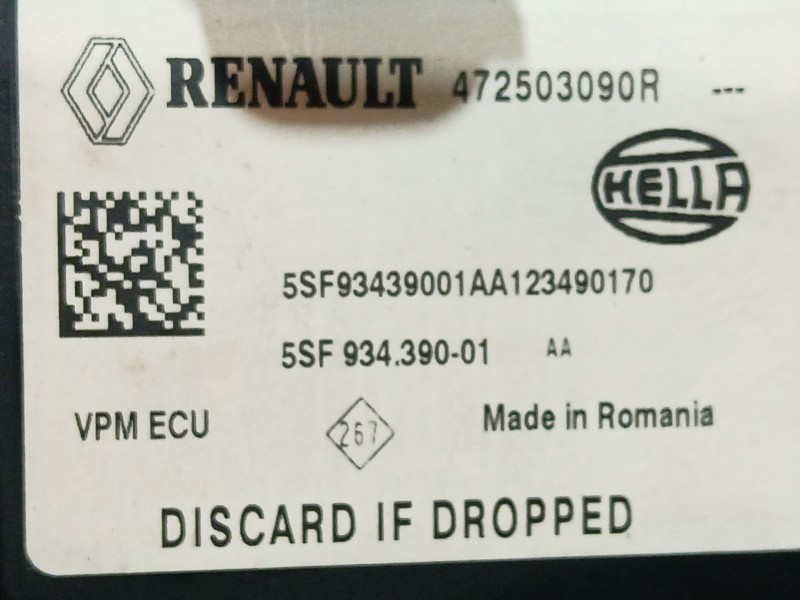 RENAULT 472503090R ---
HELLA
5SF93439001AA123490170
5SF 934.390-01 AA
VPM ECU 267 Made in Romania
DISCARD IF DROPPED